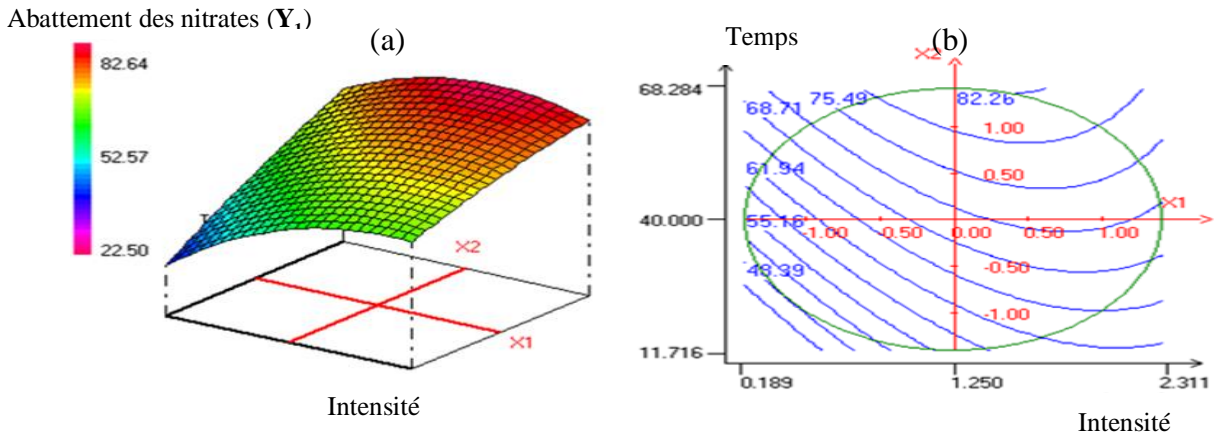 Abattement des nitrates (Y1)
(a)
82.64
52.57
22.50
X2
X1
Intensité
Temps
(b)
X2
68.284
40.000
11.716
68.71
75.49
82.26
61.94
55.16
48.39
1.00
0.50
X1
-1.00
-0.50
0.00
0.50
1.00
-0.50
-1.00
0.189
1.250
2.311
Intensité